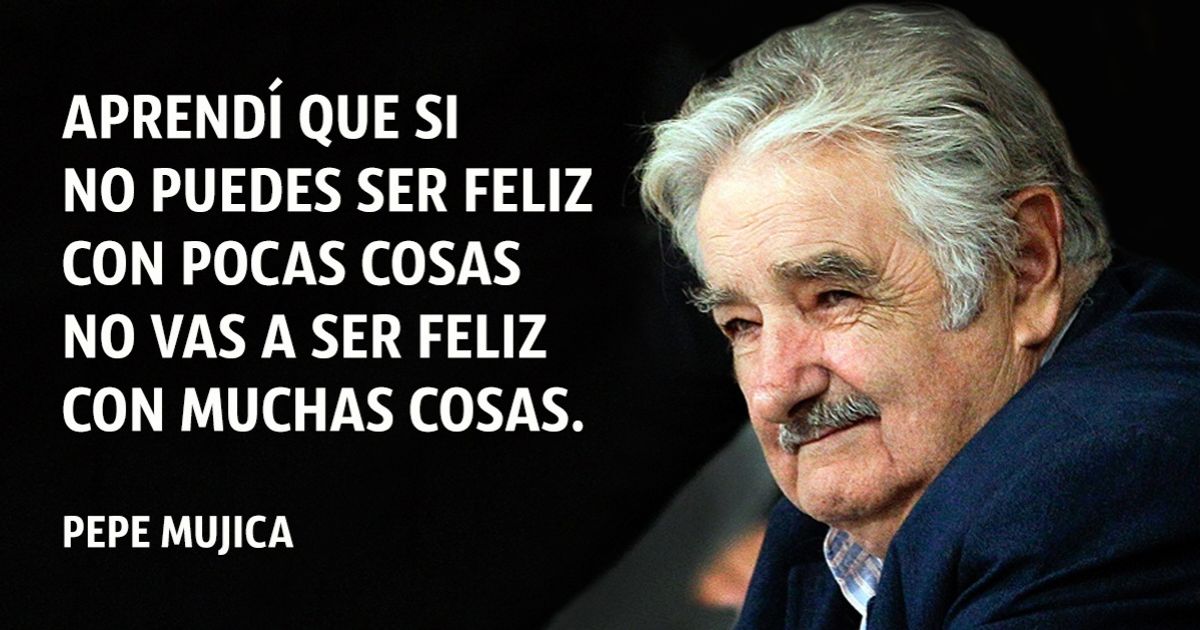 APRENDÍ QUE SI
NO PUEDES SER FELIZ
CON POCAS COSAS
NO VAS A SER FELIZ
CON MUCHAS COSAS.
PEPE MUJICA